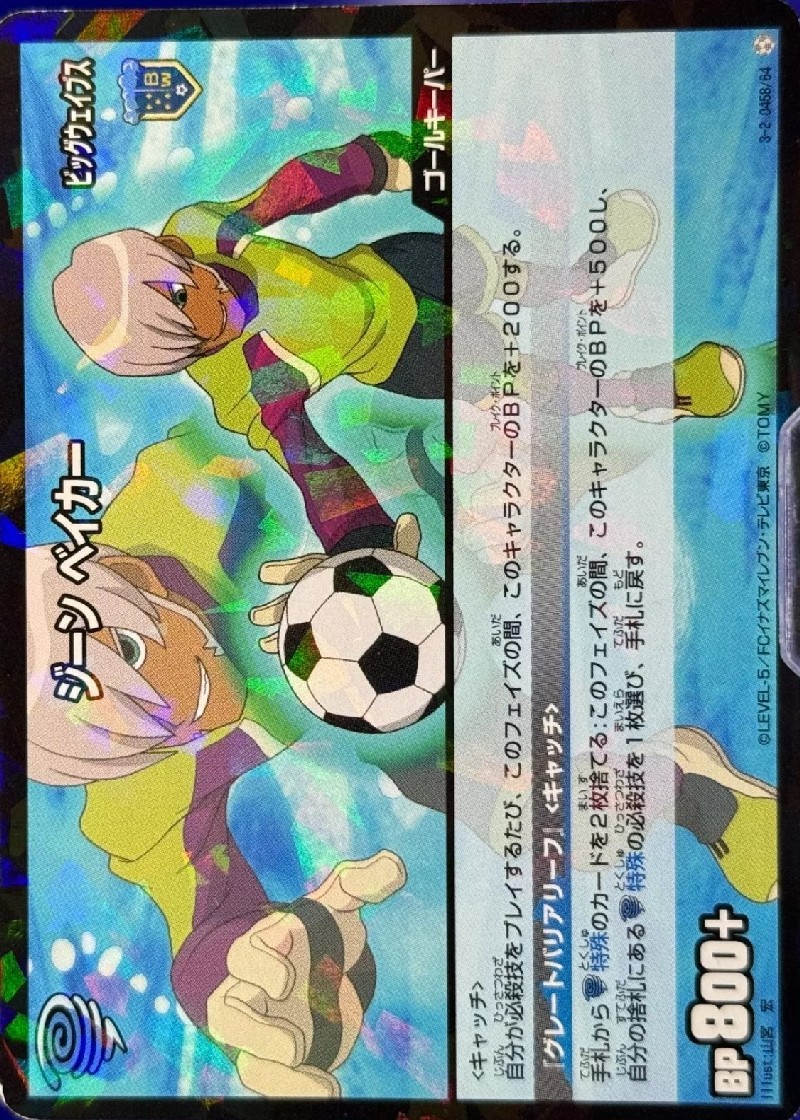 ジーン ベイカー
ビッグウェイブス
BW
ゴールキーパー
<キャッチ>
自分が必殺技をプレイするたび、このフェイズの間、このキャラクターのBPを+200する。
『グレートバリアリーフ』<キャッチ>
手札から特殊のカードを2枚捨てる:このフェイズの間、このキャラクターのBPを+500し、
自分の捨札にある特殊の必殺技を1枚選び、手札に戻す。
BP 800+
Illust:山宮 宏
©LEVEL-5/FCイナズマイレブン・テレビ東京 ©TOMY
3-2 0458/64